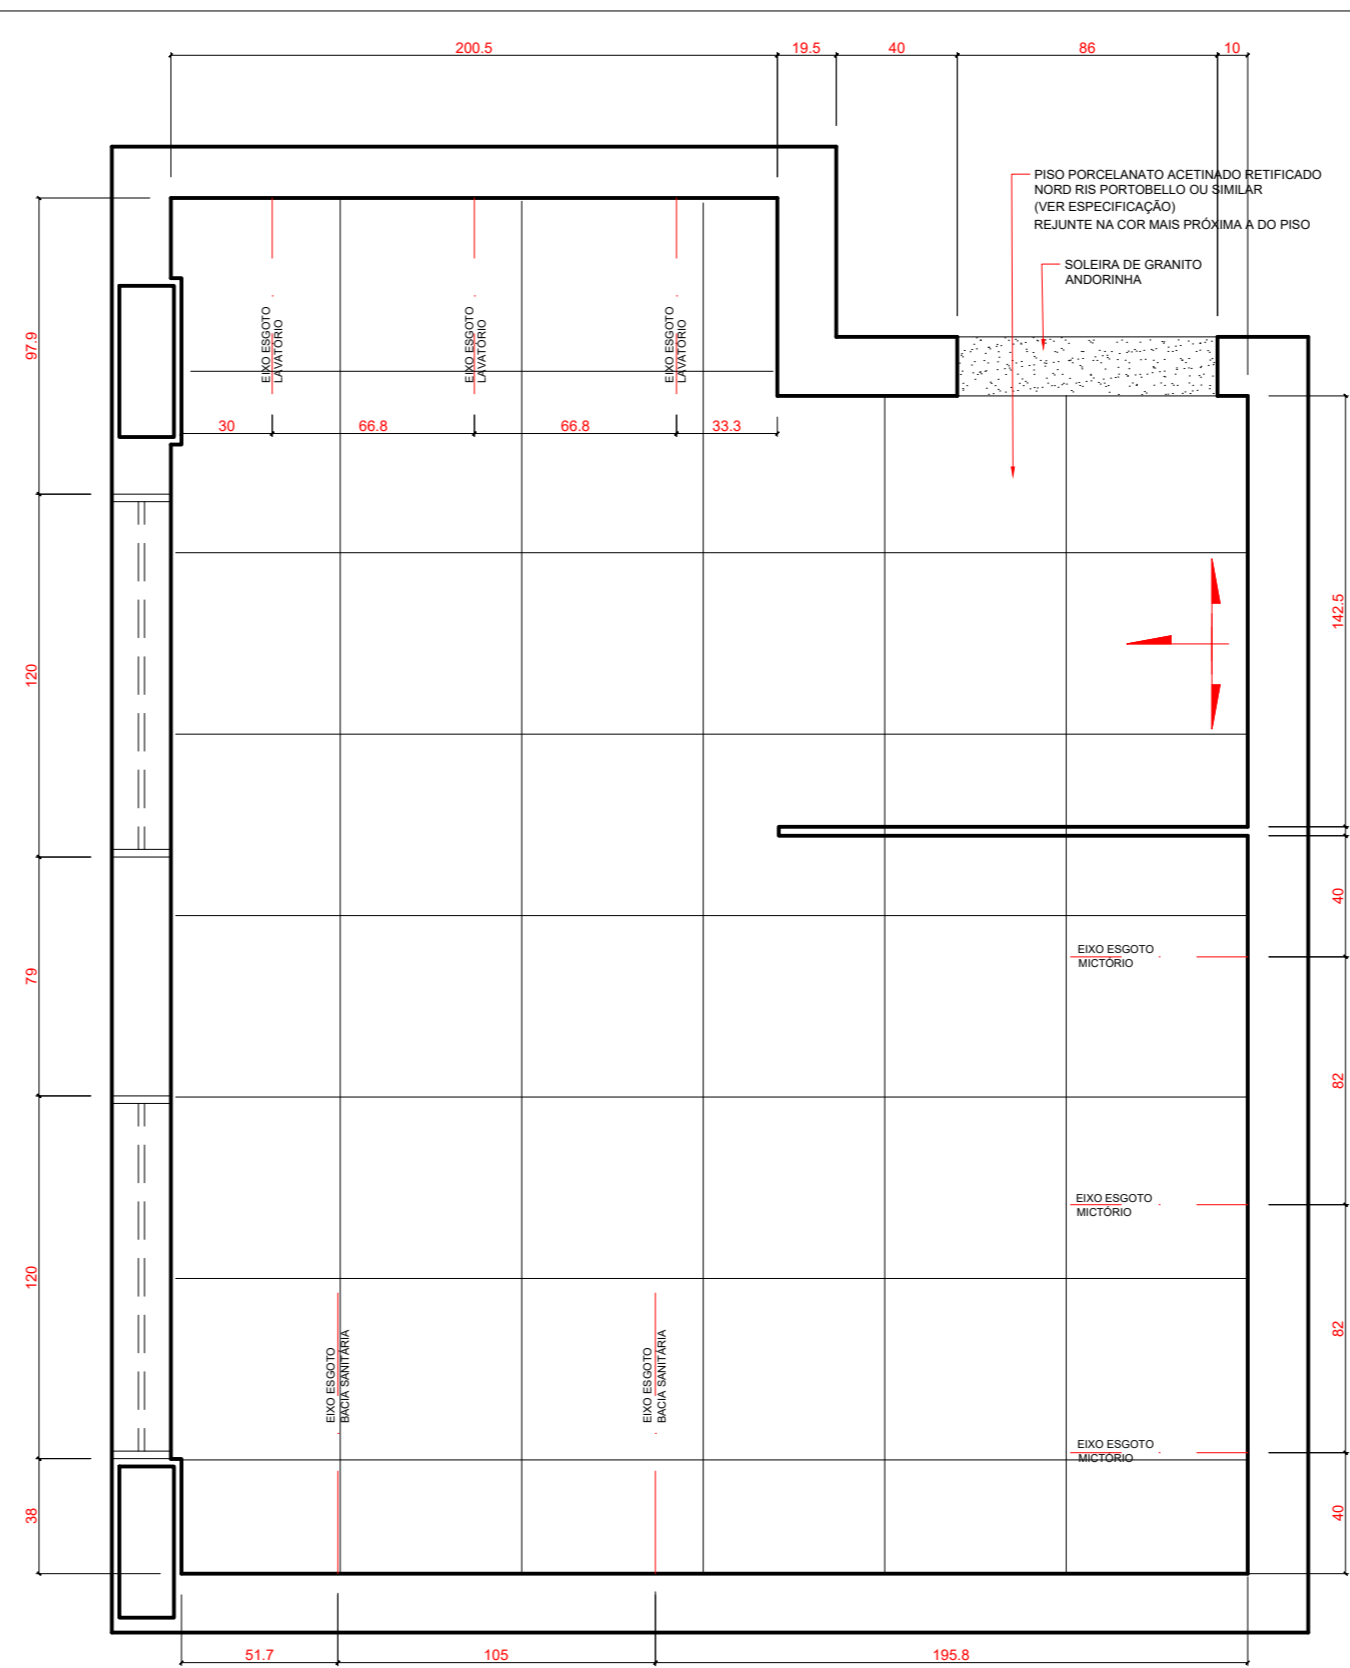 200.5
19.5
40
86
10
PISO PORCELANATO ACETINADO RETIFICADO
NORD RIS PORTOBELLO OU SIMILAR
(VER ESPECIFICAÇÃO)
REJUNTE NA COR MAIS PRÓXIMA A DO PISO
SOLEIRA DE GRANITO
ANDORINHA
97.9
EIXO ESGOTO
LAVATÓRIO
EIXO ESGOTO
LAVATÓRIO
EIXO ESGOTO
LAVATÓRIO
30
66.8
66.8
33.3
142.5
120
40
EIXO ESGOTO
MICTÓRIO
79
82
EIXO ESGOTO
MICTÓRIO
120
82
EIXO ESGOTO
BACIA SANITÁRIA
EIXO ESGOTO
BACIA SANITÁRIA
EIXO ESGOTO
MICTÓRIO
38
40
51.7
105
195.8